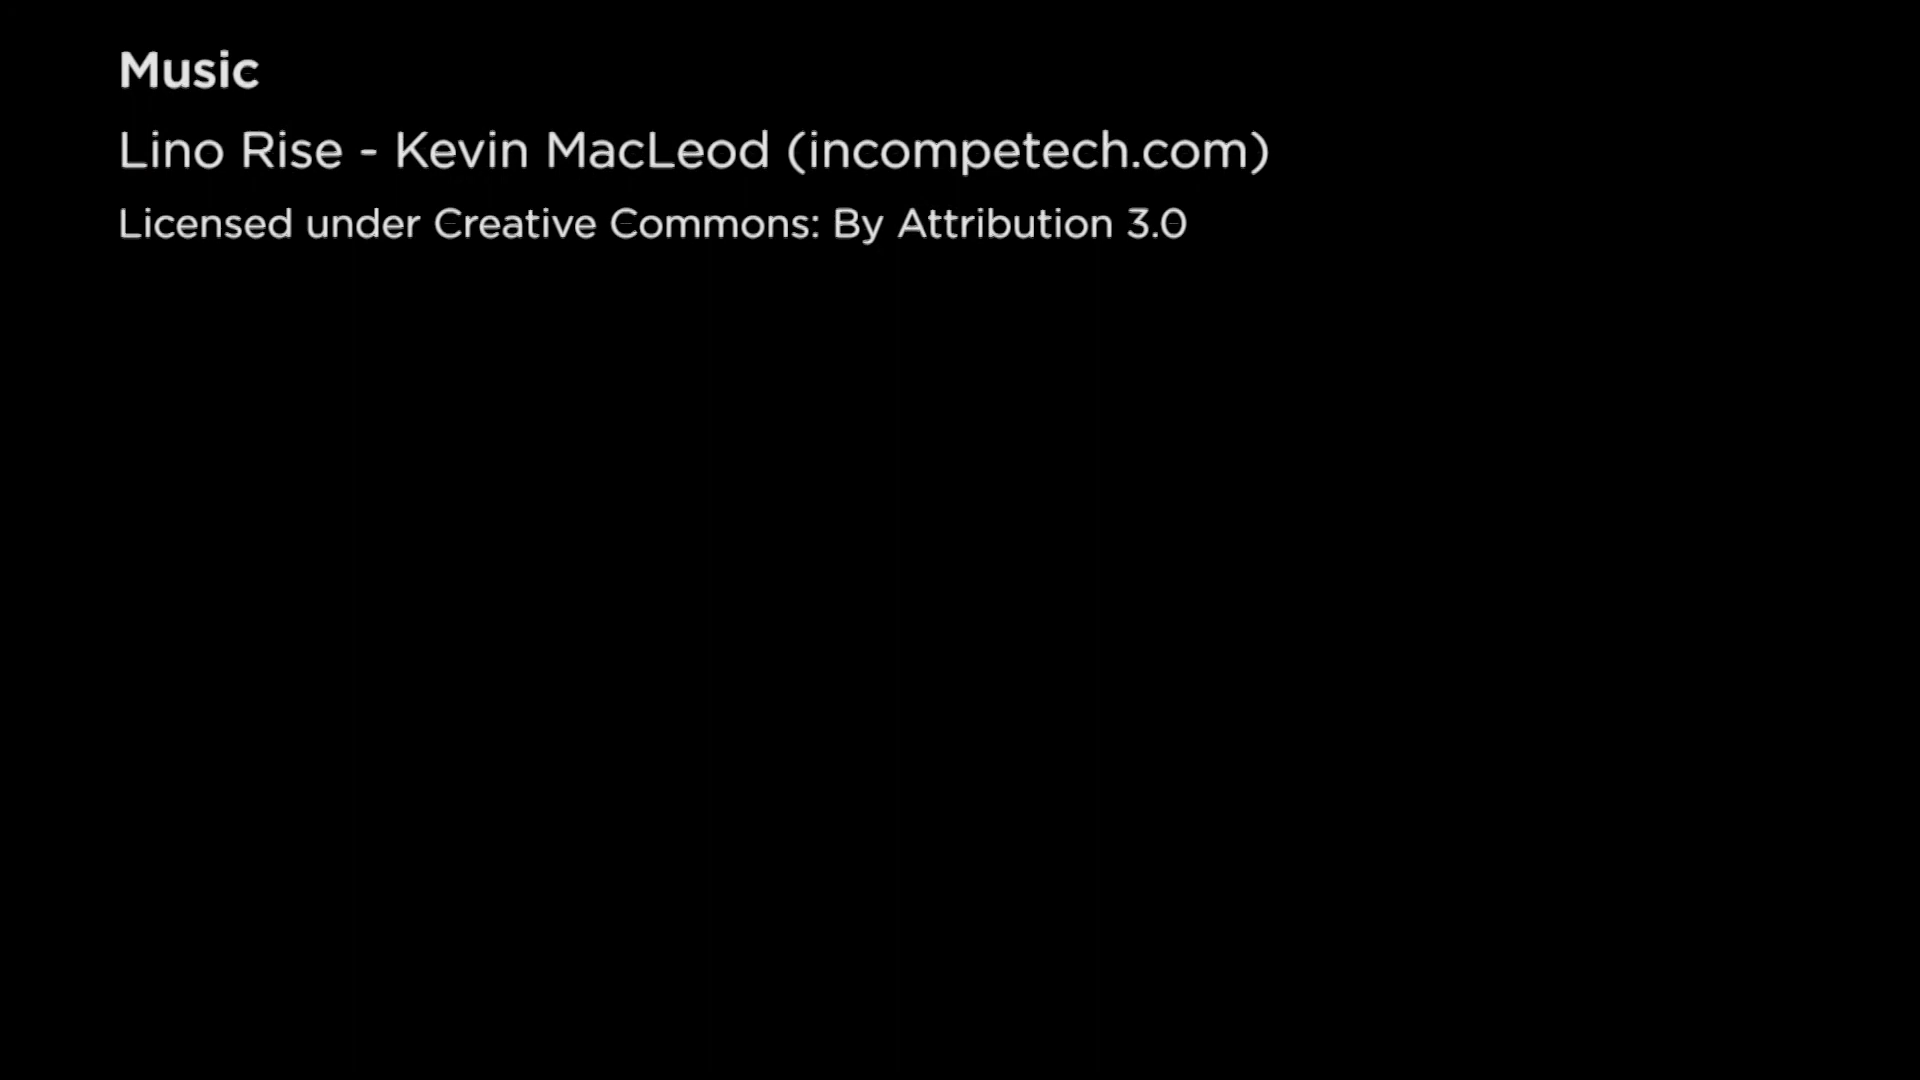 Music
Lino Rise - Kevin MacLeod (incompetech.com)
Licensed under Creative Commons: By Attribution 3.0